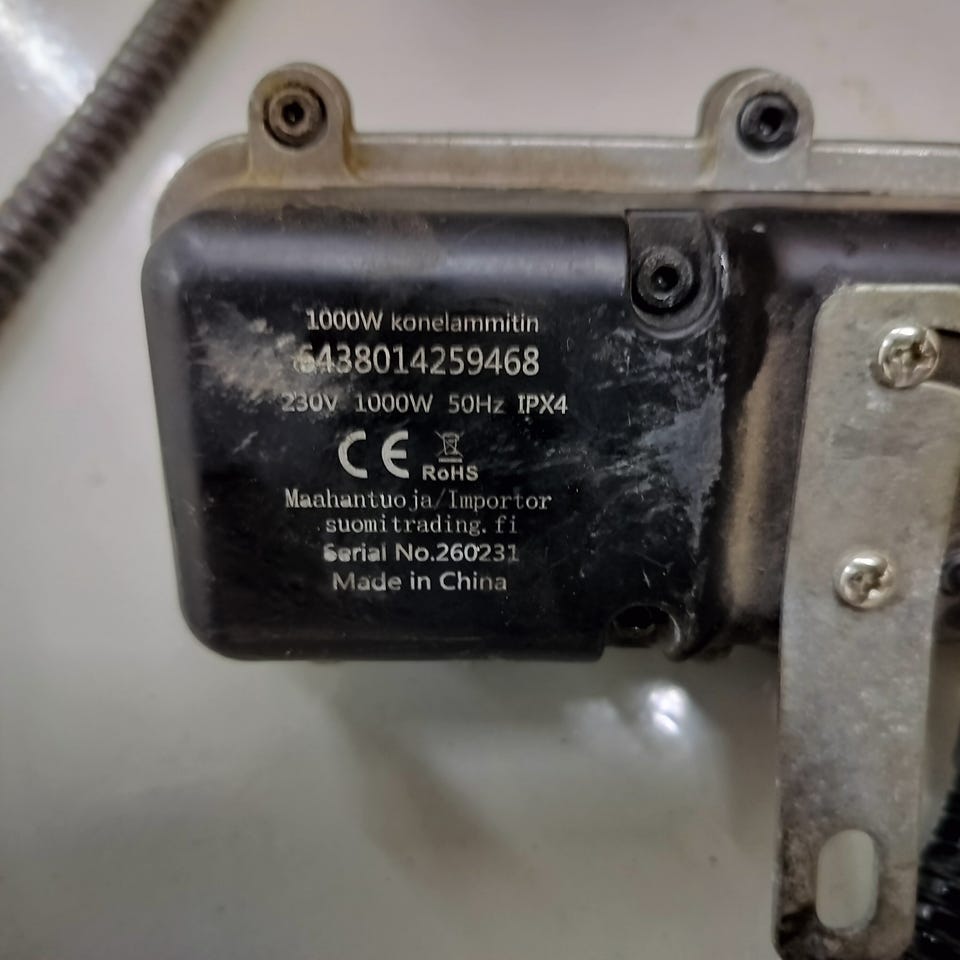 1000W konelammitin
6438014259468
230V 1000W 50Hz IPX4
CE RoHS
Maahantuoja/Importor
suomitrading.fi
Serial No.260231
Made in China